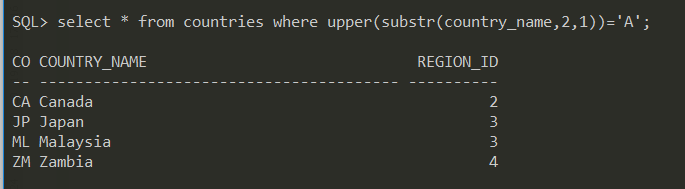 SQL> select * from countries where upper(substr(country_name,2,1))='A';
CO COUNTRY_NAME                             REGION_ID
-- ---------------------------------------- ----------
CA Canada                                           2
JP Japan                                            3
ML Malaysia                                         3
ZM Zambia                                           4